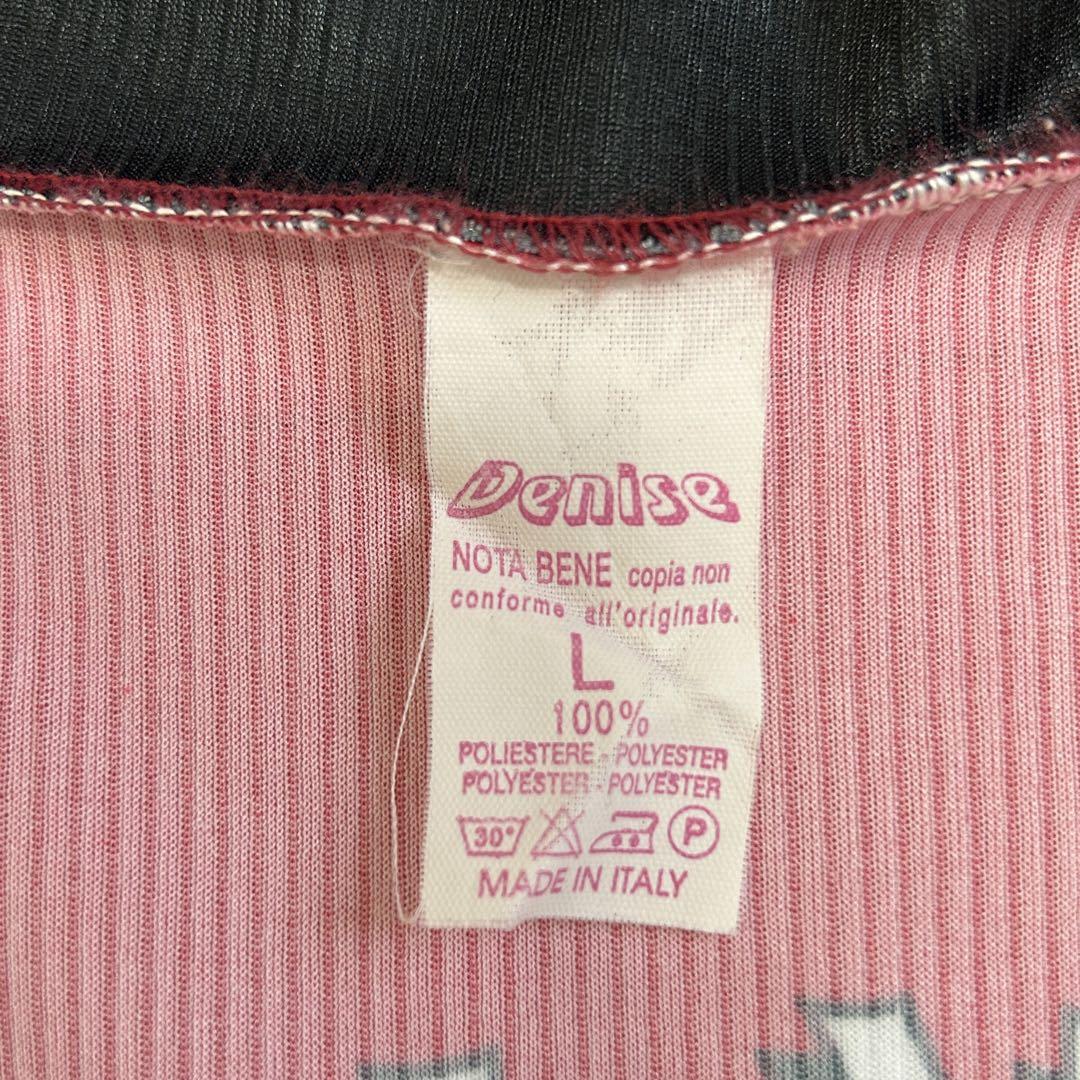 Denise
NOTA BENE copia non
conforme all'originale.
L
100%
POLIESTERE - POLYESTER
POLYESTER - POLYESTER
30° P
MADE IN ITALY